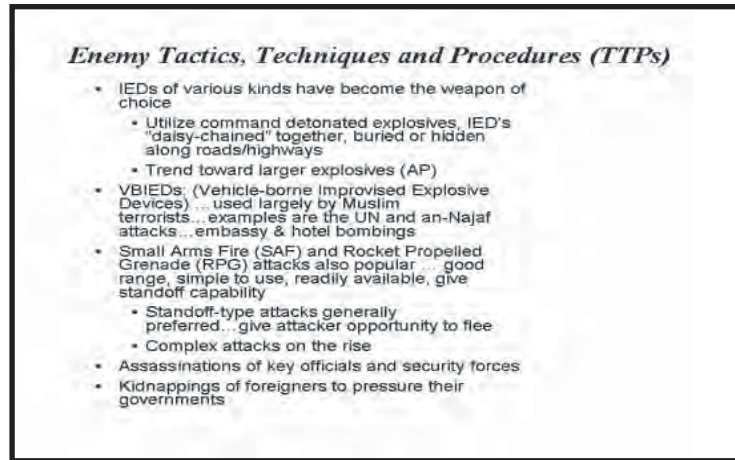 Enemy Tactics, Techniques and Procedures (TTPs)
• IEDs of various kinds have become the weapon of
choice
• Utilize command detonated explosives, IED's
"daisy-chained" together, buried or hidden
along roads/highways
• Trend toward larger explosives (AP)
• VBIEDs: (Vehicle-borne Improvised Explosive
Devices) ...used largely by Muslim
terrorists...examples are the UN and an-Najaf
attacks...embassy & hotel bombings
• Small Arms Fire (SAF) and Rocket Propelled
Grenade (RPG) attacks also popular ... good
range, simple to use, readily available, give
standoff capability
• Standoff-type attacks generally
preferred...give attacker opportunity to flee
• Complex attacks on the rise
• Assassinations of key officials and security forces
• Kidnappings of foreigners to pressure their
governments